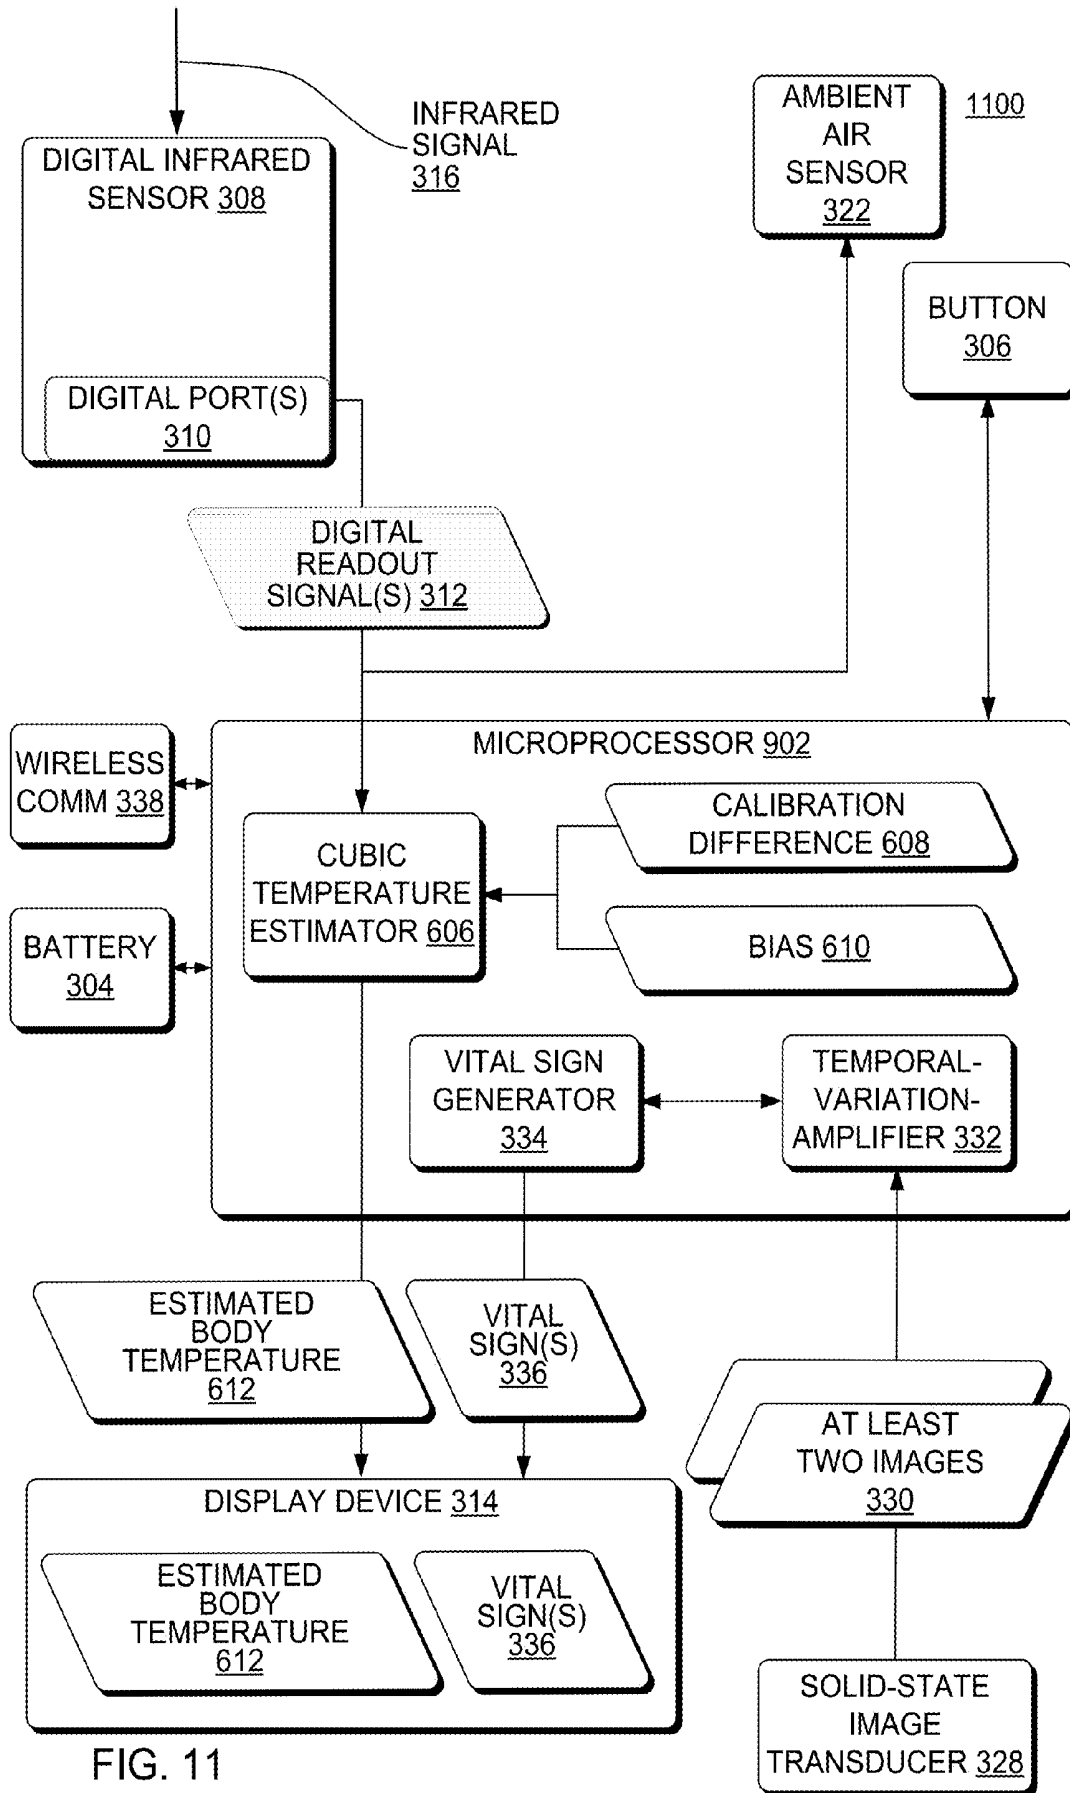 INFRARED
SIGNAL
316
AMBIENT
AIR
SENSOR
322
1100
DIGITAL INFRARED
SENSOR 308
BUTTON
306
DIGITAL PORT(S)
310
DIGITAL
READOUT
SIGNAL(S) 312
MICROPROCESSOR 902
WIRELESS
COMM 338
CALIBRATION
DIFFERENCE 608
CUBIC
TEMPERATURE
ESTIMATOR 606
BATTERY
304
BIAS 610
VITAL SIGN
GENERATOR
334
TEMPORAL-
VARIATION-
AMPLIFIER 332
ESTIMATED
BODY
TEMPERATURE
612
VITAL
SIGN(S)
336
AT LEAST
TWO IMAGES
330
DISPLAY DEVICE 314
ESTIMATED
BODY
TEMPERATURE
612
VITAL
SIGN(S)
336
SOLID-STATE
IMAGE
TRANSDUCER 328
FIG. 11